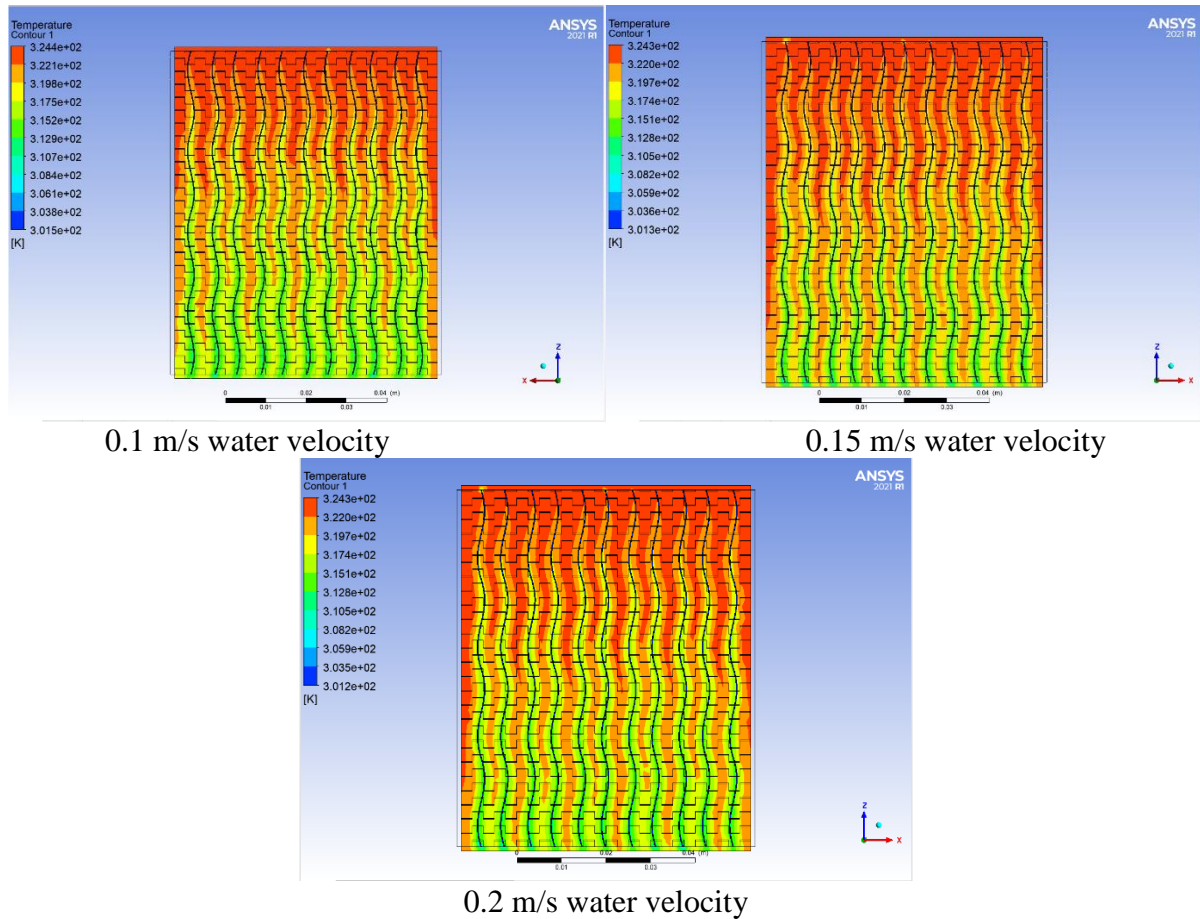 Temperature
Contour 1
3.244e+02
3.221e+02
3.198e+02
3.175e+02
3.152e+02
3.129e+02
3.107e+02
3.084e+02
3.061e+02
3.038e+02
3.015e+02
[K]
ANSYS
2021 R1
Z
X
0 0.02 0.04 (m)
0.01 0.03
0.1 m/s water velocity
Temperature
Contour 1
3.243e+02
3.220e+02
3.197e+02
3.174e+02
3.151e+02
3.128e+02
3.105e+02
3.082e+02
3.059e+02
3.036e+02
3.013e+02
[K]
ANSYS
2021 R1
Z
X
0 0.02 0.04 (m)
0.01 0.03
0.15 m/s water velocity
Temperature
Contour 1
3.243e+02
3.220e+02
3.197e+02
3.174e+02
3.151e+02
3.128e+02
3.105e+02
3.082e+02
3.059e+02
3.035e+02
3.012e+02
[K]
ANSYS
2021 R1
Z
X
0 0.02 0.04 (m)
0.01 0.03
0.2 m/s water velocity